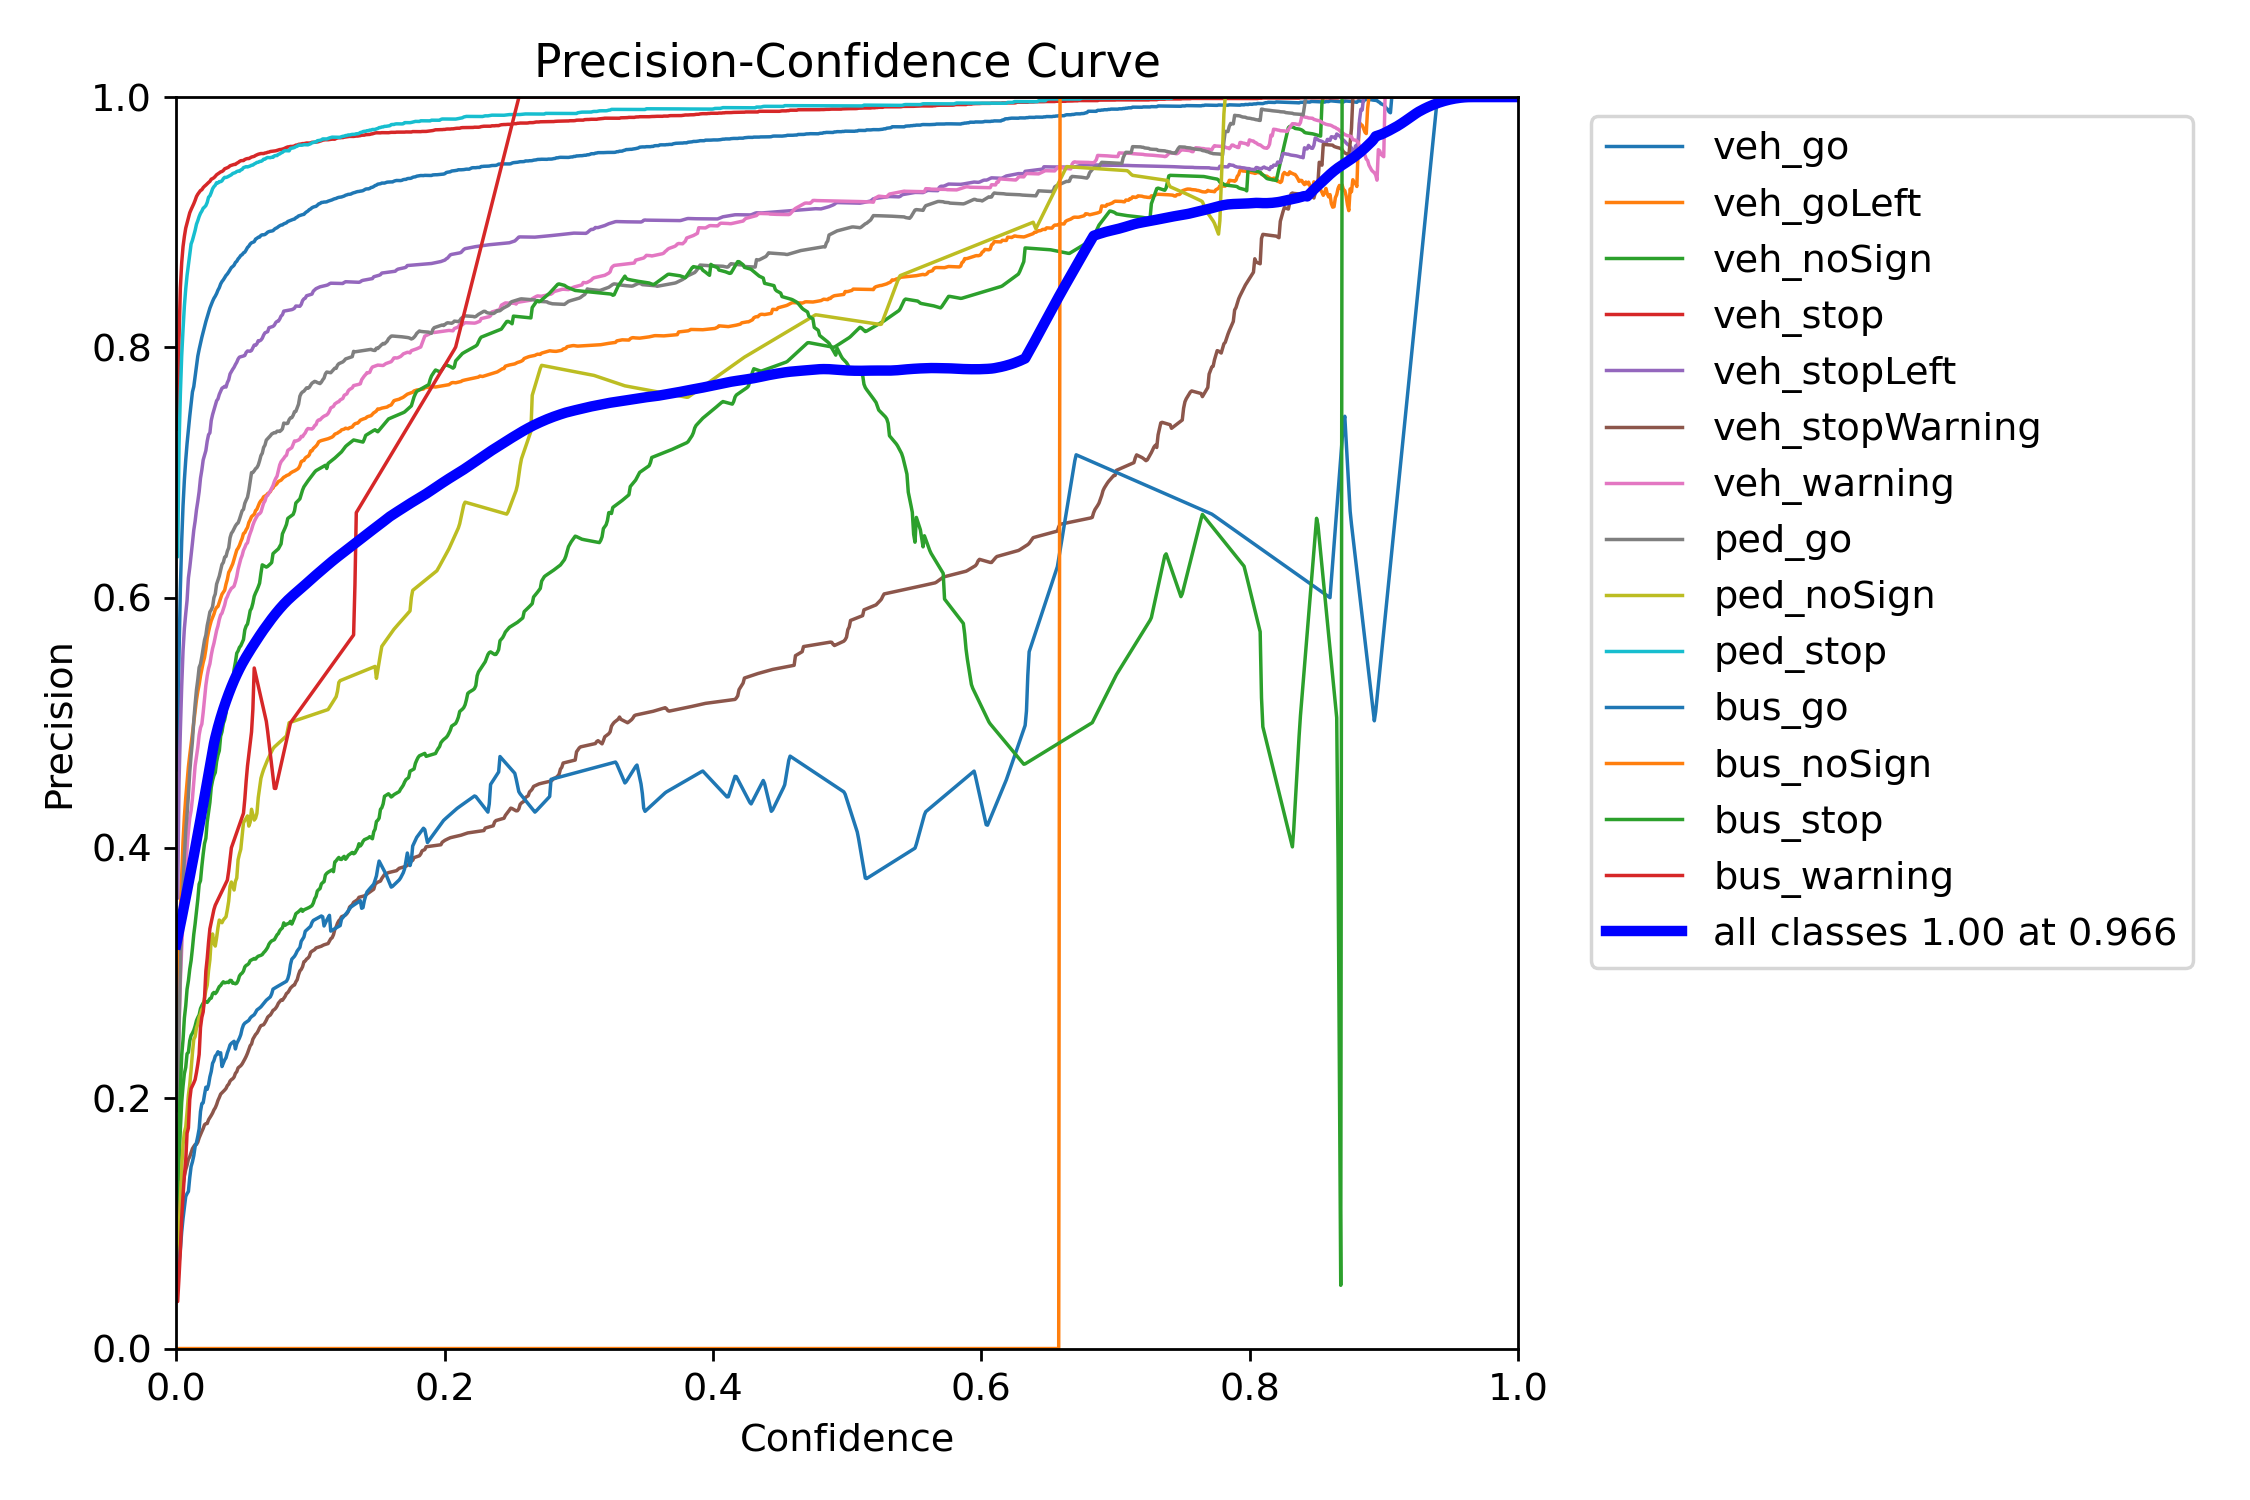 Precision-Confidence Curve
1.0
0.8
0.6
0.4
0.2
0.0
Precision
0.0 0.2 0.4 0.6 0.8 1.0
Confidence
veh_go
veh_goLeft
veh_noSign
veh_stop
veh_stopLeft
veh_stopWarning
veh_warning
ped_go
ped_noSign
ped_stop
bus_go
bus_noSign
bus_stop
bus_warning
all classes 1.00 at 0.966